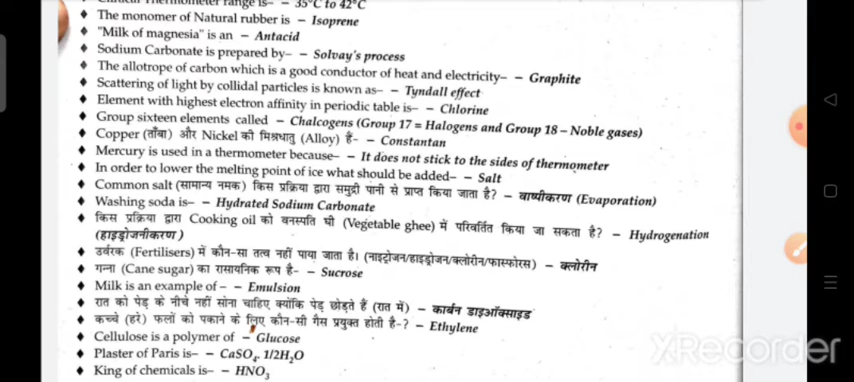 Clinical Thermometer range is– – 35°C to 42°C
The monomer of Natural rubber is – Isoprene
"Milk of magnesia" is an – Antacid
Sodium Carbonate is prepared by– – Solvay's process
The allotrope of carbon which is a good conductor of heat and electricity– – Graphite
Scattering of light by collidal particles is known as– – Tyndall effect
Element with highest electron affinity in periodic table is– – Chlorine
Group sixteen elements called – Chalcogens (Group 17 = Halogens and Group 18 – Noble gases)
Copper (ताँबा) और Nickel की मिश्रधातु (Alloy) हैं- – Constantan
Mercury is used in a thermometer because– – It does not stick to the sides of thermometer
In order to lower the melting point of ice what should be added– – Salt
Common salt (सामान्य नमक) किस प्रक्रिया द्वारा समुद्री पानी से प्राप्त किया जाता है? – वाष्पीकरण (Evaporation)
Washing soda is– – Hydrated Sodium Carbonate
किस प्रक्रिया द्वारा Cooking oil को वनस्पति घी (Vegetable ghee) में परिवर्तित किया जा सकता है? – Hydrogenation
(हाइड्रोजनीकरण)
उर्वरक (Fertilisers) में कौन-सा तत्व नहीं पाया जाता है। (नाइट्रोजन/हाइड्रोजन/क्लोरीन/फास्फोरस) – क्लोरीन
गन्ना (Cane sugar) का रासायनिक रूप है- – Sucrose
Milk is an example of – Emulsion
रात को पेड़ के नीचे नहीं सोना चाहिए क्योंकि पेड़ छोड़ते हैं (रात में) – कार्बन डाइऑक्साइड
कच्चे (हरे) फलों को पकाने के लिए कौन-सी गैस प्रयुक्त होती है-? – Ethylene
Cellulose is a polymer of – Glucose
Plaster of Paris is– – CaSO₄. 1/2H₂O
King of chemicals is– – HNO₃
XRecorder